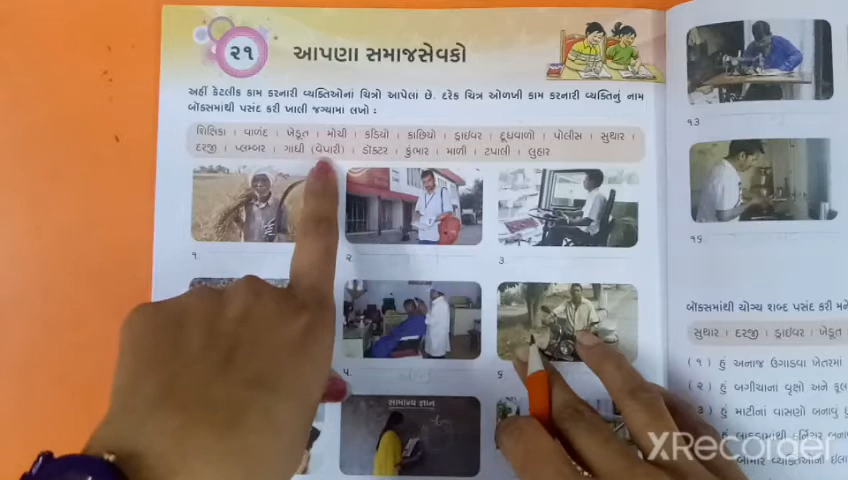 ૨૧
આપણા સમાજસેવકો
અહીં કેટલીક કામ કરનારી વ્યક્તિઓનાં ચિત્રો આપેલાં છે. દરેક ચિત્ર ઓળખી કામ કરનારી વ્યક્તિનું નામ
બૉક્સમાંથી પસંદ કરી ખાલી જગ્યામાં લખો :
શિક્ષિકા । વાળંદ । ખેડૂત । મોચી । કડિયો । કાછિયો । ડ્રાઇવર । દૂધવાળો । પોલીસ । સુથાર ।
દરજી । પ્લમ્બર । ગાંધી (વેપારી) । ડૉક્ટર । કુંભાર । માળી । ટપાલી । લુહાર
૧.
૨
૩
૫.
૬
સામાન્ય જ્ઞાન
૧૩
૧૬
બૉક્સમાંથી યોગ્ય શબ્દ પસંદ કરી
સુથાર । દરજી । ડ્રાઇવર । ખેડૂત
(૧) હું અનાજ ઉગાડવા ખેતરમાં
(૨) હું બગીચાનાં વૃક્ષો અને ફૂલ
૩) હું માટીનાં વાસણો બનાવું
XRecorder